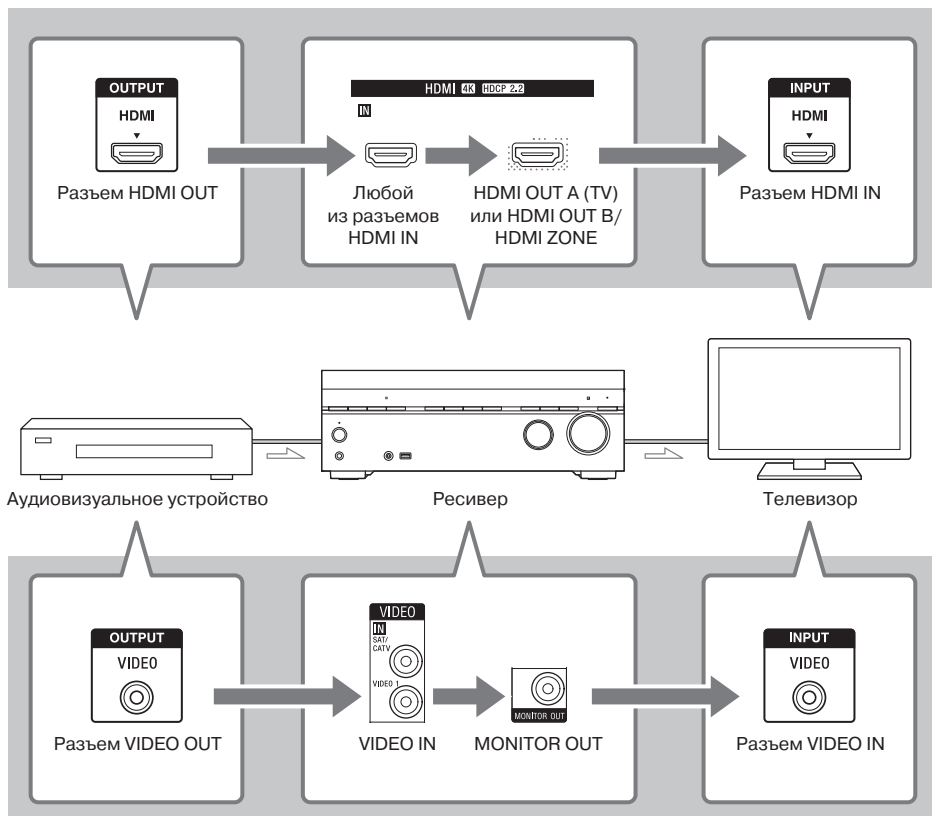 OUTPUT
HDMI
Разъем HDMI OUT
HDMI 4K HDCP 2.2
IN
Любой
из разъемов
HDMI IN
HDMI OUT A (TV)
или HDMI OUT B/
HDMI ZONE
INPUT
HDMI
Разъем HDMI IN
Аудиовизуальное устройство
Ресивер
Телевизор
OUTPUT
VIDEO
Разъем VIDEO OUT
VIDEO
IN
SAT/
CATV
VIDEO 1
VIDEO IN
MONITOR OUT
MONITOR OUT
INPUT
VIDEO
Разъем VIDEO IN